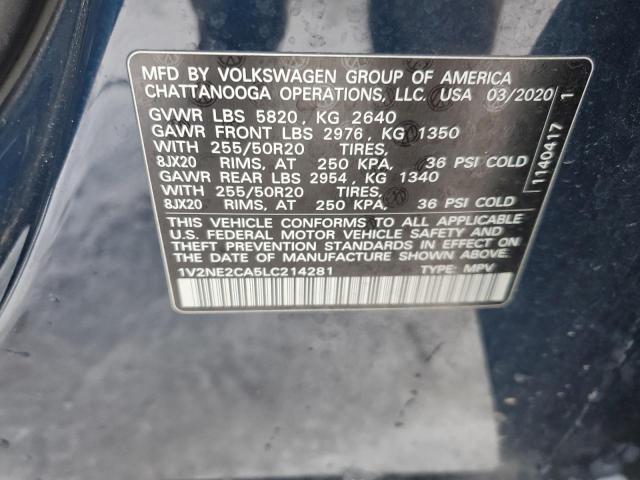 MFD BY VOLKSWAGEN GROUP OF AMERICA
CHATTANOOGA OPERATIONS, LLC. USA 03/2020
GVWR LBS 5820, KG 2640
GAWR FRONT LBS 2976, KG 1350
WITH 255/50R20 TIRES,
8JX20 RIMS, AT 250 KPA, 36 PSI COLD
GAWR REAR LBS 2954, KG 1340
WITH 255/50R20 TIRES,
8JX20 RIMS, AT 250 KPA, 36 PSI COLD
THIS VEHICLE CONFORMS TO ALL APPLICABLE
U.S. FEDERAL MOTOR VEHICLE SAFETY AND
THEFT PREVENTION STANDARDS IN EFFECT ON THE
DATE OF MANUFACTURE SHOWN ABOVE.
1V2NE2CA5LC214281 TYPE: MPV
1140417 1